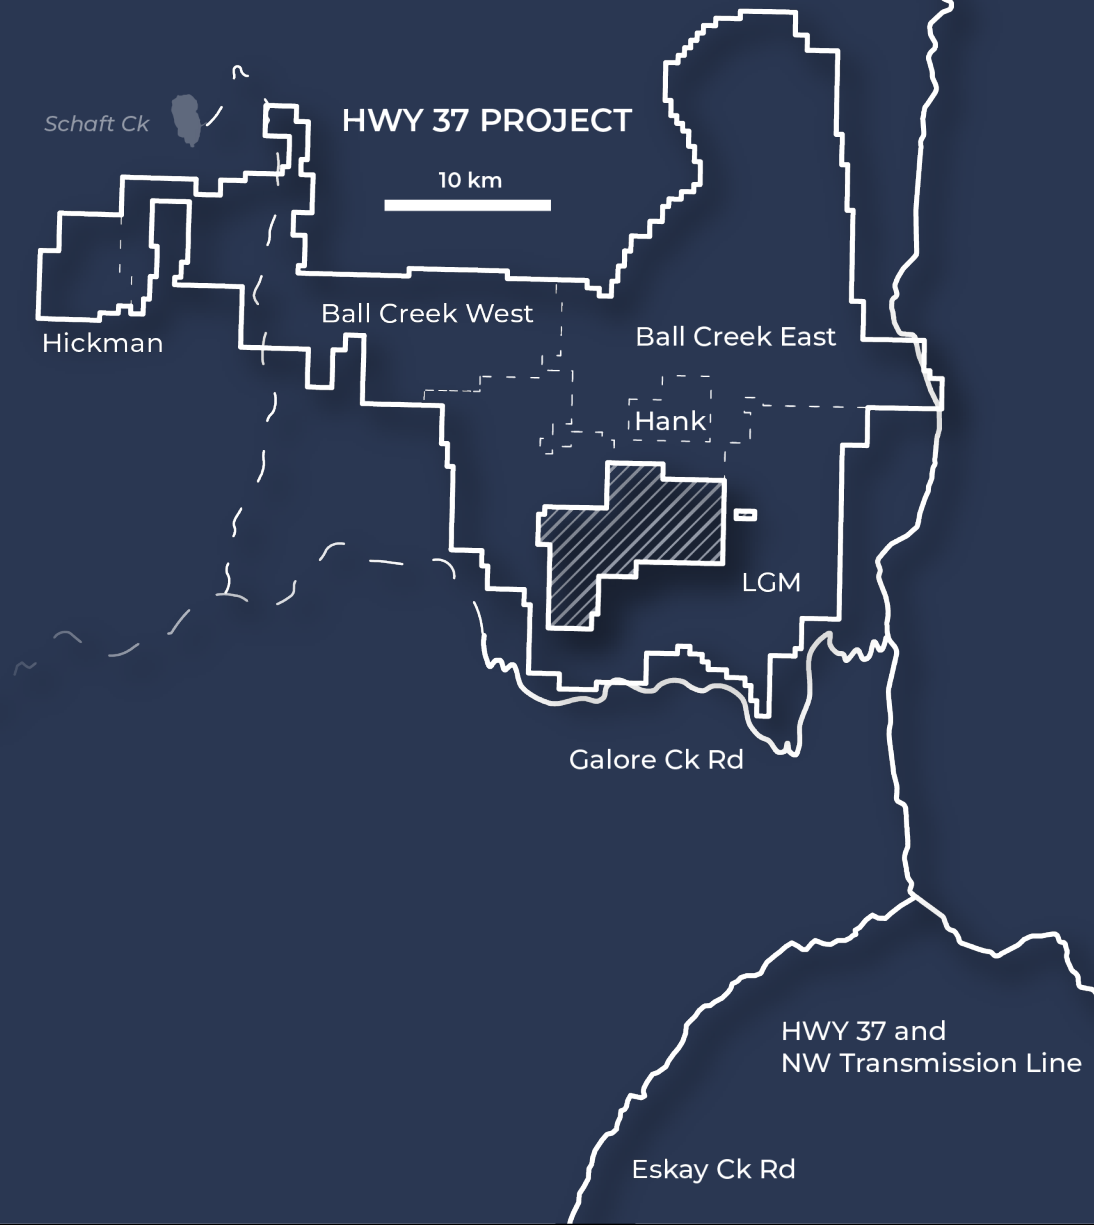 HWY 37 PROJECT
Schaft Ck
10 km
Ball Creek West
Ball Creek East
Hickman
Hank
LGM
Galore Ck Rd
HWY 37 and
NW Transmission Line
Eskay Ck Rd